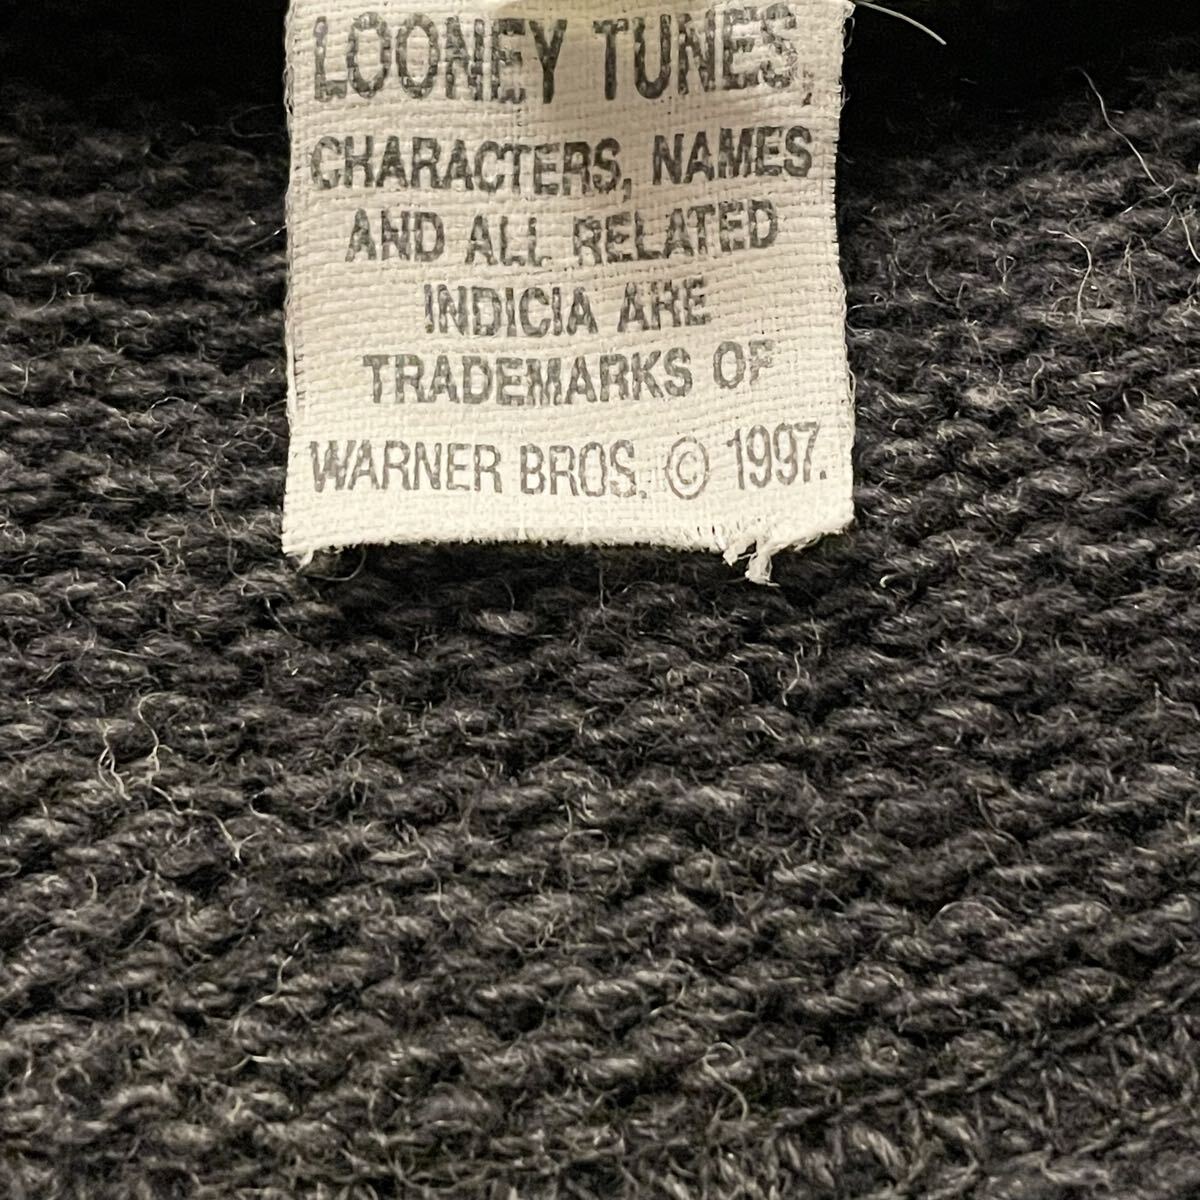 LOONEY TUNES,
CHARACTERS, NAMES
AND ALL RELATED
INDICIA ARE
TRADEMARKS OF
WARNER BROS. © 1997.